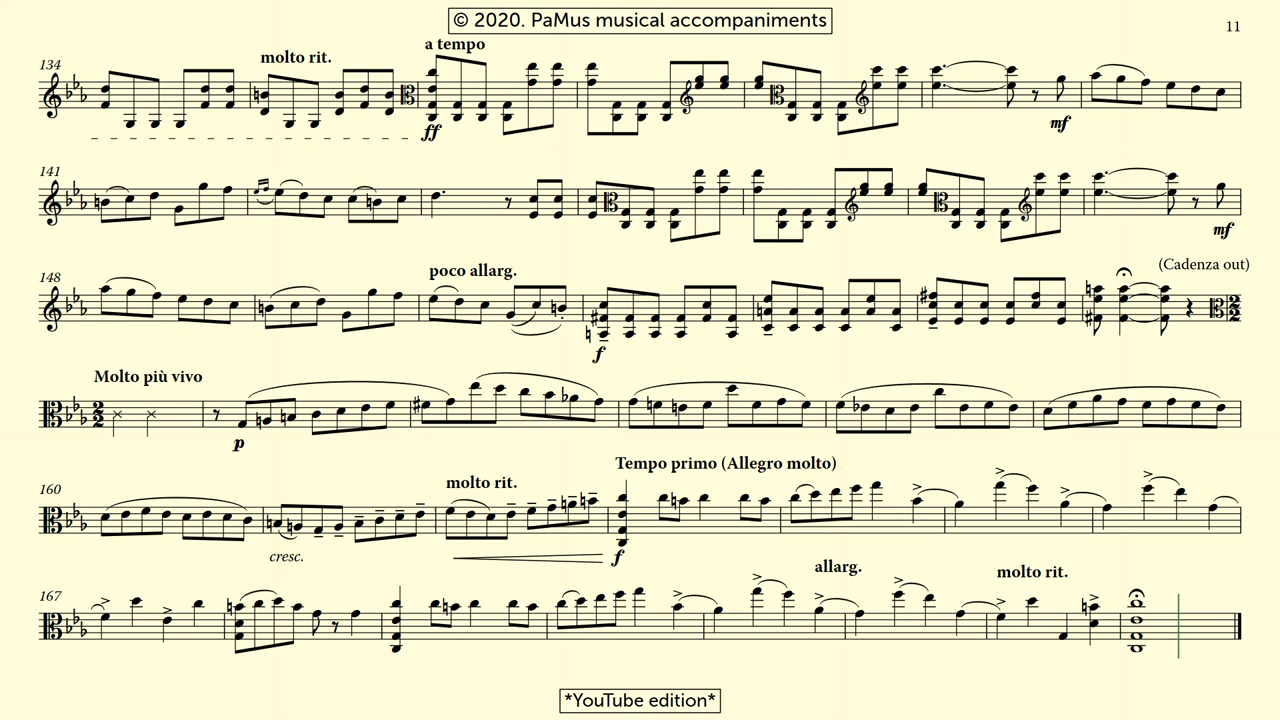 © 2020. PaMus musical accompaniments
11
a tempo
molto rit.
134
ff
mf
141
mf
(Cadenza out)
poco allarg.
148
f
Molto più vivo
p
Tempo primo (Allegro molto)
molto rit.
160
cresc.
f
allarg.
molto rit.
167
*YouTube edition*